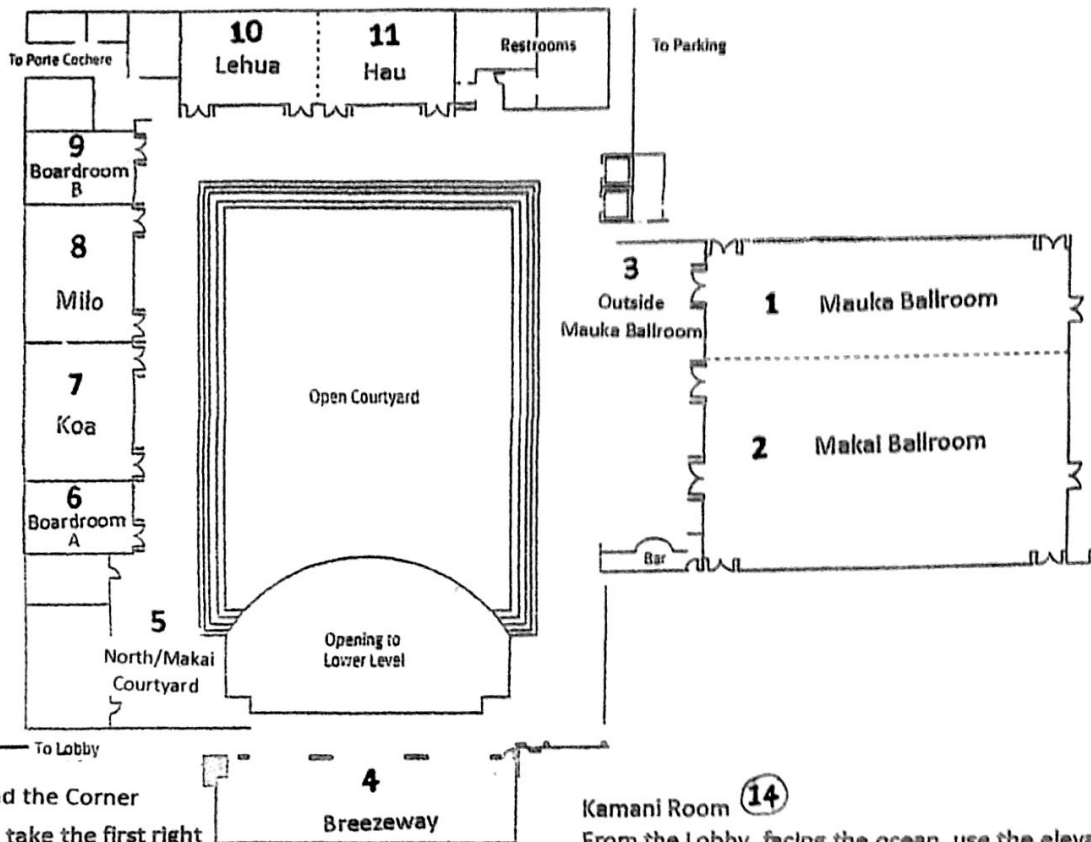 10
Lehua
11
Hau
Restrooms
To Parking
To Porte Cochere
9
Boardroom
B
8
Milo
3
Outside
Mauka Ballroom
1 Mauka Ballroom
7
Koa
Open Courtyard
2 Makai Ballroom
6
Boardroom
A
Bar
5
North/Makai
Courtyard
Opening to
Lower Level
To Lobby
4
Breezeway
the Corner
take the first right
Kamani Room 14
From the Lobby, facing the ocean, use the